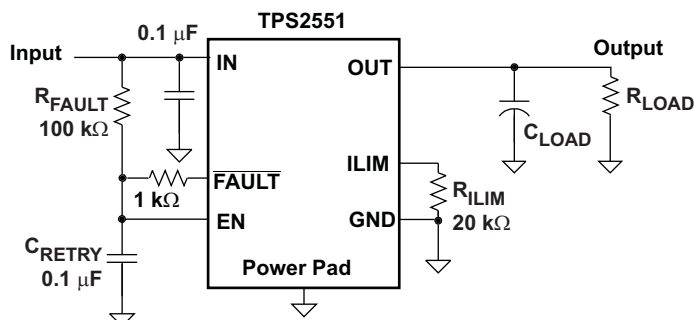 TPS2551
0.1 μF
Input
Output
IN
OUT
R_FAULT
100 kΩ
R_LOAD
C_LOAD
ILIM
FAULT
1 kΩ
R_ILIM
20 kΩ
EN
GND
C_RETRY
0.1 μF
Power Pad